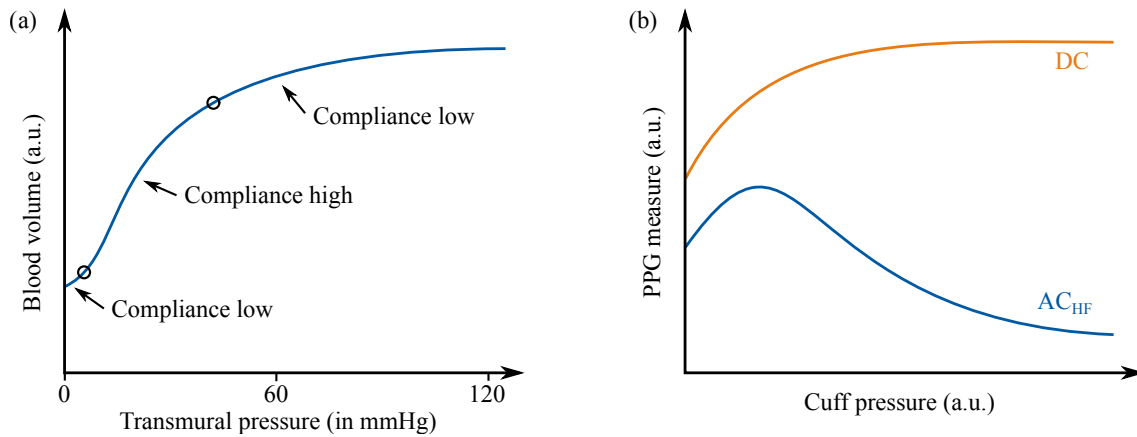 (a)
Blood volume (a.u.)
Compliance low
Compliance high
Compliance low
0
60
120
Transmural pressure (in mmHg)
(b)
PPG measure (a.u.)
DC
AC_HF
Cuff pressure (a.u.)